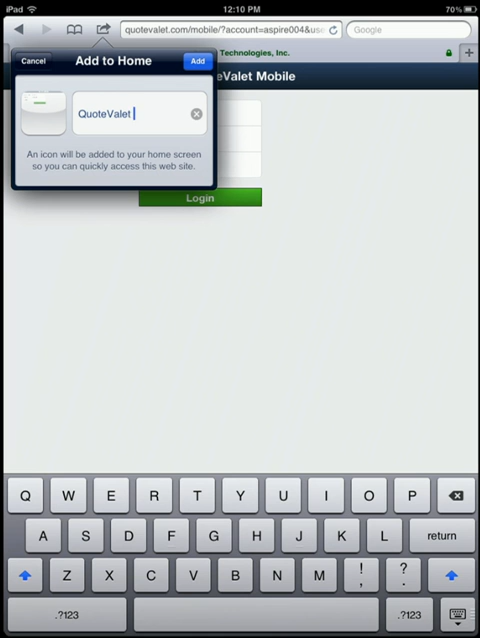 iPad 12:10 PM 70%
quotevalet.com/mobile/?account=aspire004&use
Google
Technologies, Inc.
Cancel Add to Home Add
eValet Mobile
QuoteValet
An icon will be added to your home screen
so you can quickly access this web site.
Login
Q W E R T Y U I O P
A S D F G H J K L return
Z X C V B N M ! , ? .
.?123 .?123